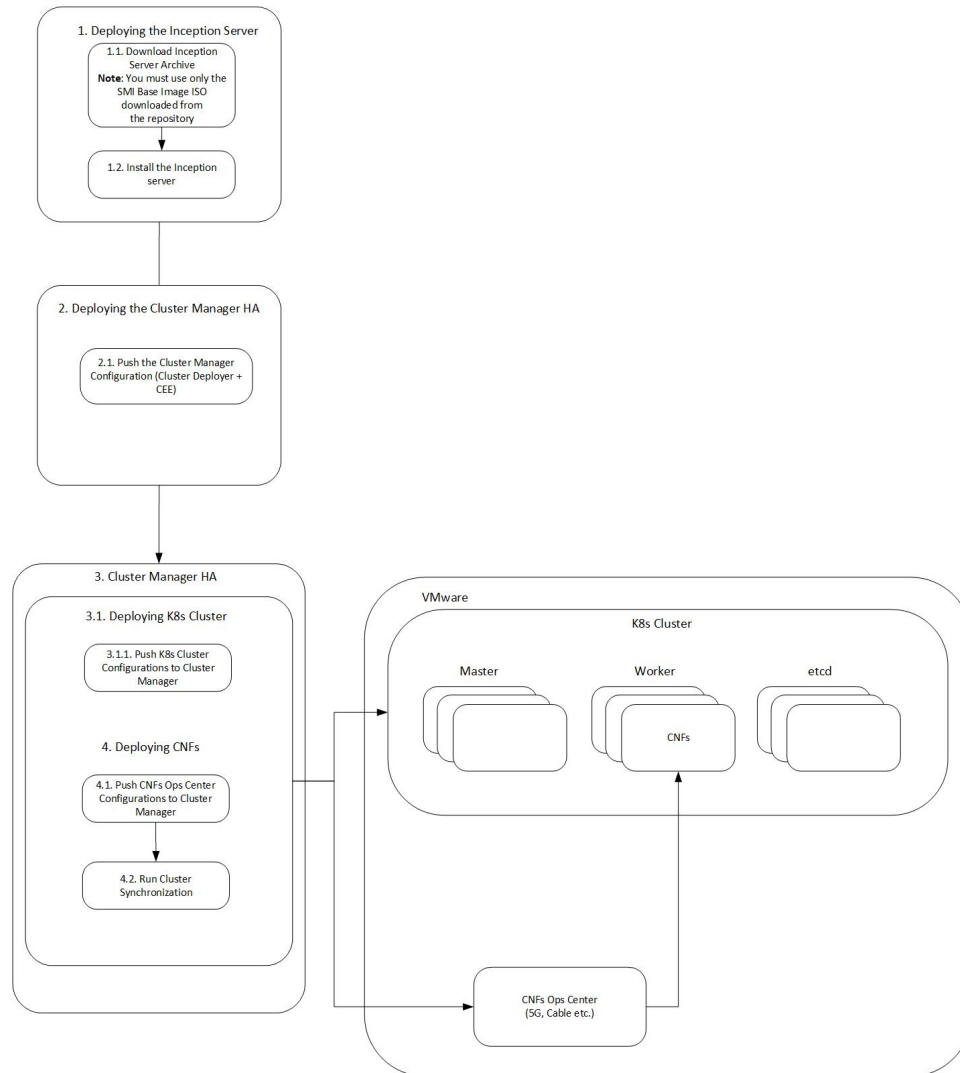 1. Deploying the Inception Server
1.1. Download Inception
Server Archive
Note: You must use only the
SMI Base Image ISO
downloaded from
the repository
1.2. Install the Inception
server
2. Deploying the Cluster Manager HA
2.1. Push the Cluster Manager
Configuration (Cluster Deployer +
CEE)
3. Cluster Manager HA
3.1. Deploying K8s Cluster
3.1.1. Push K8s Cluster
Configurations to Cluster
Manager
4. Deploying CNFs
4.1. Push CNFs Ops Center
Configurations to Cluster
Manager
4.2. Run Cluster
Synchronization
VMware
K8s Cluster
Master
Worker
etcd
CNFs
CNFs Ops Center
(5G, Cable etc.)